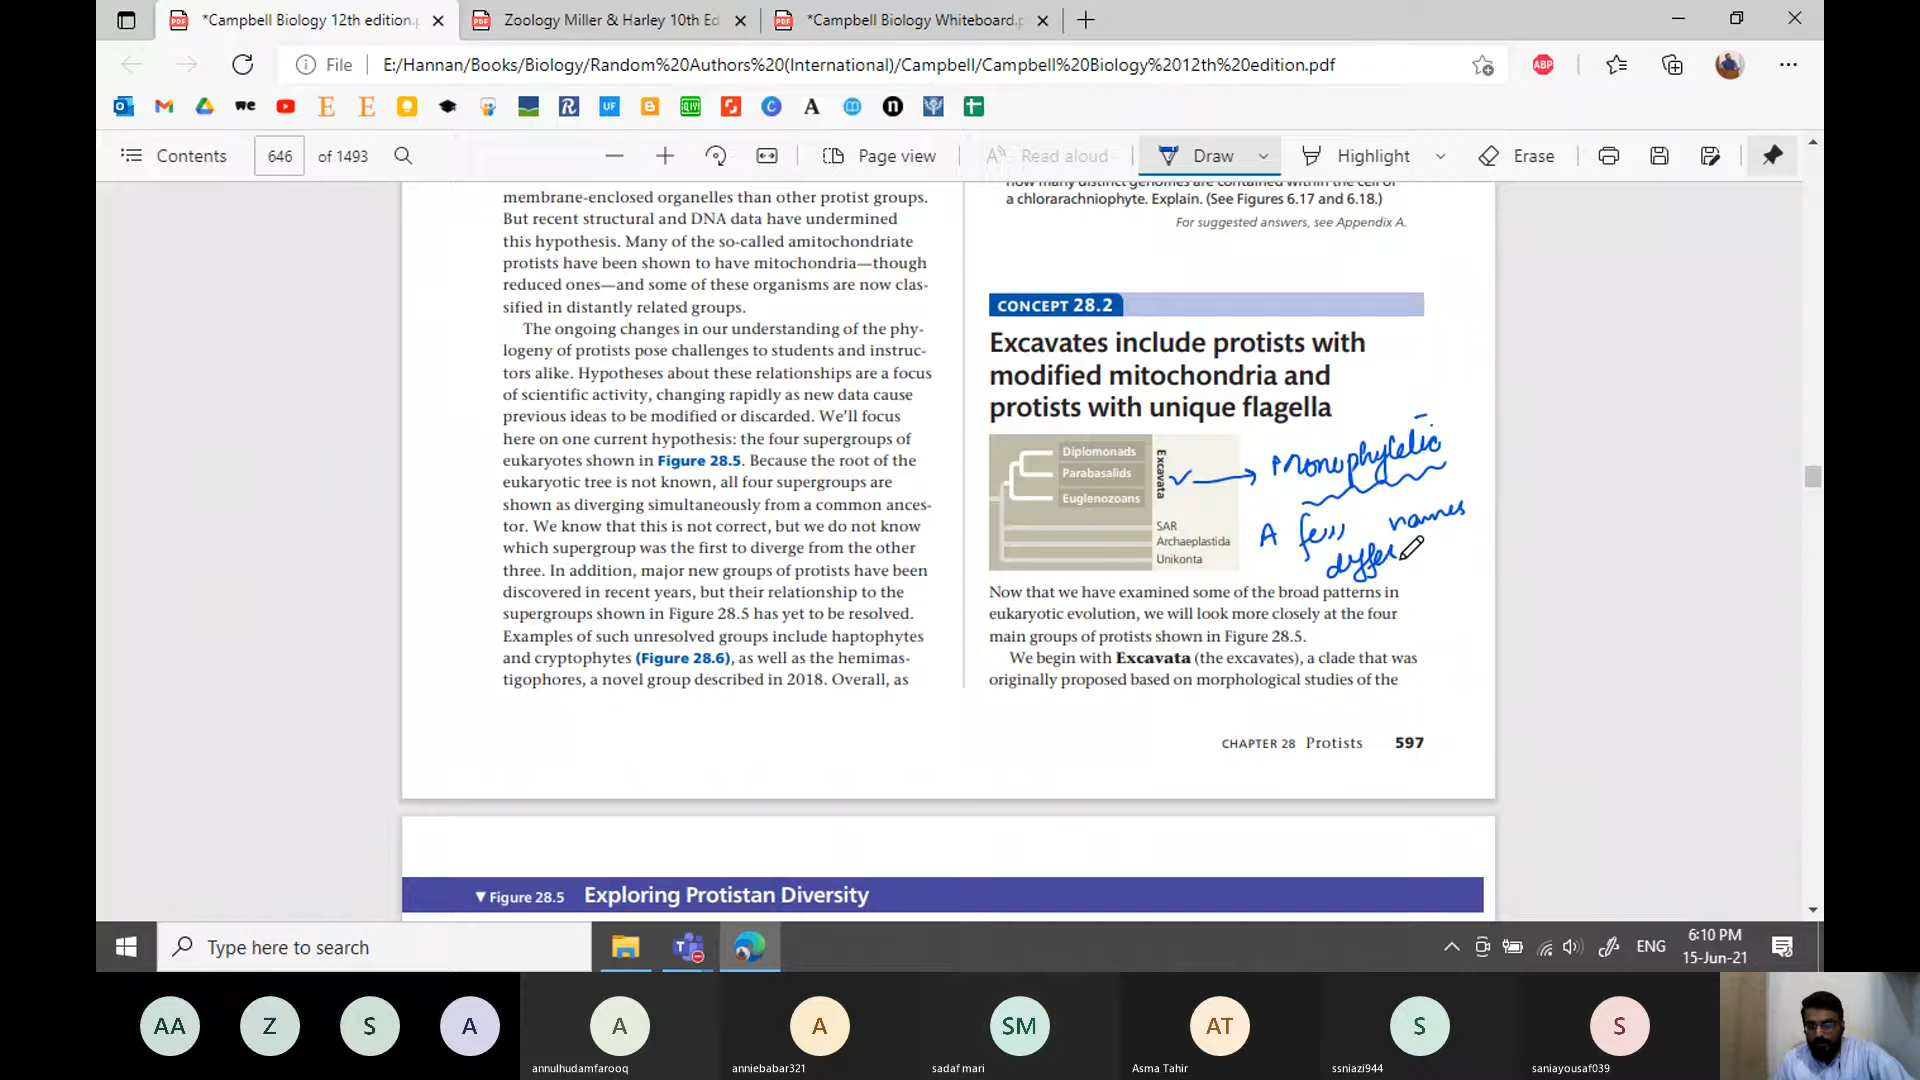 *Campbell Biology 12th edition.p
Zoology Miller & Harley 10th Ed
*Campbell Biology Whiteboard.p
File
E:/Hannan/Books/Biology/Random%20Authors%20(International)/Campbell/Campbell%20Biology%2012th%20edition.pdf
ABP
Contents
646
of 1493
Page view
Read aloud
Draw
Highlight
Erase
membrane-enclosed organelles than other protist groups.
But recent structural and DNA data have undermined
this hypothesis. Many of the so-called amitochondriate
protists have been shown to have mitochondria—though
reduced ones—and some of these organisms are now clas-
sified in distantly related groups.
The ongoing changes in our understanding of the phy-
logeny of protists pose challenges to students and instruc-
tors alike. Hypotheses about these relationships are a focus
of scientific activity, changing rapidly as new data cause
previous ideas to be modified or discarded. We'll focus
here on one current hypothesis: the four supergroups of
eukaryotes shown in Figure 28.5. Because the root of the
eukaryotic tree is not known, all four supergroups are
shown as diverging simultaneously from a common ances-
tor. We know that this is not correct, but we do not know
which supergroup was the first to diverge from the other
three. In addition, major new groups of protists have been
discovered in recent years, but their relationship to the
supergroups shown in Figure 28.5 has yet to be resolved.
Examples of such unresolved groups include haptophytes
and cryptophytes (Figure 28.6), as well as the hemimas-
tigophores, a novel group described in 2018. Overall, as
how many distinct genomes are contained within the cell of
a chlorarachniophyte. Explain. (See Figures 6.17 and 6.18.)
For suggested answers, see Appendix A.
CONCEPT 28.2
Excavates include protists with
modified mitochondria and
protists with unique flagella
Diplomonads
Parabasalids
Euglenozoans
Excavata
SAR
Archaeplastida
Unikonta
Monophyletic
A few names
differ
Now that we have examined some of the broad patterns in
eukaryotic evolution, we will look more closely at the four
main groups of protists shown in Figure 28.5.
We begin with Excavata (the excavates), a clade that was
originally proposed based on morphological studies of the
CHAPTER 28 Protists 597
Figure 28.5 Exploring Protistan Diversity
Type here to search
ENG
6:10 PM
15-Jun-21
AA
Z
S
A
A
A
SM
AT
S
S
annulhudamfarooq
anniebabar321
sadaf mari
Asma Tahir
ssniazi944
saniayousaf039